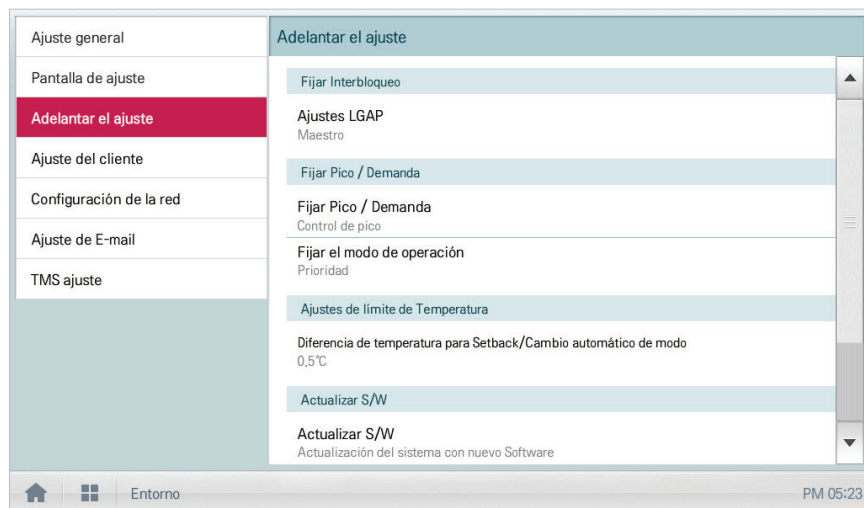 Ajuste general
Pantalla de ajuste
Adelantar el ajuste
Ajuste del cliente
Configuración de la red
Ajuste de E-mail
TMS ajuste
Adelantar el ajuste
Fijar Interbloqueo
Ajustes LGAP
Maestro
Fijar Pico / Demanda
Fijar Pico / Demanda
Control de pico
Fijar el modo de operación
Prioridad
Ajustes de límite de Temperatura
Diferencia de temperatura para Setback/Cambio automático de modo
0,5℃
Actualizar S/W
Actualizar S/W
Actualización del sistema con nuevo Software
Entorno
PM 05:23